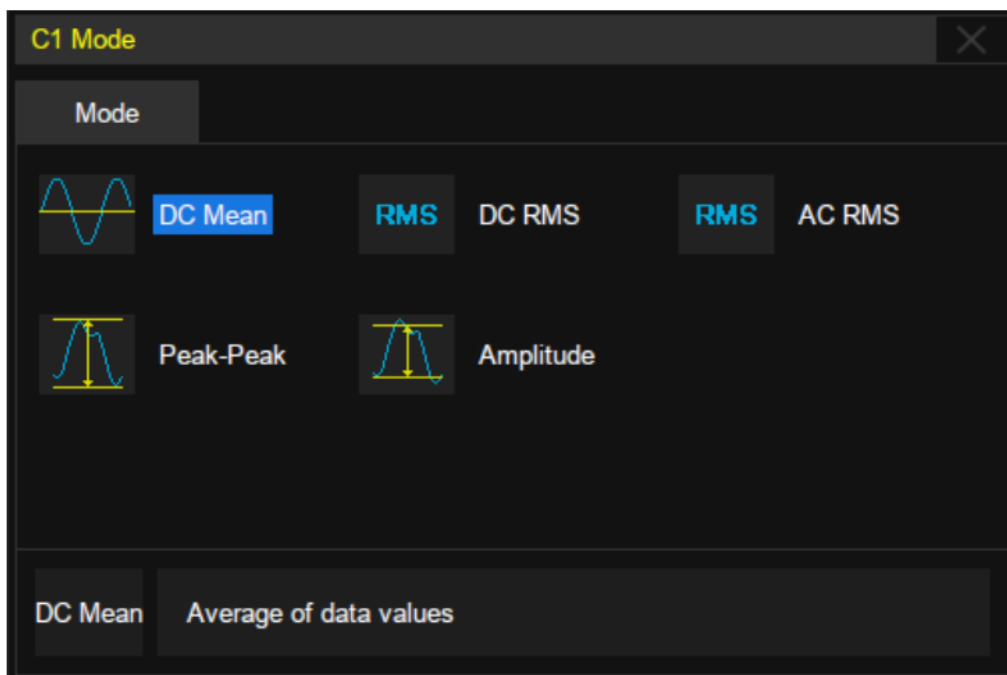 C1 Mode
Mode
DC Mean
RMS
DC RMS
RMS
AC RMS
Peak-Peak
Amplitude
DC Mean
Average of data values